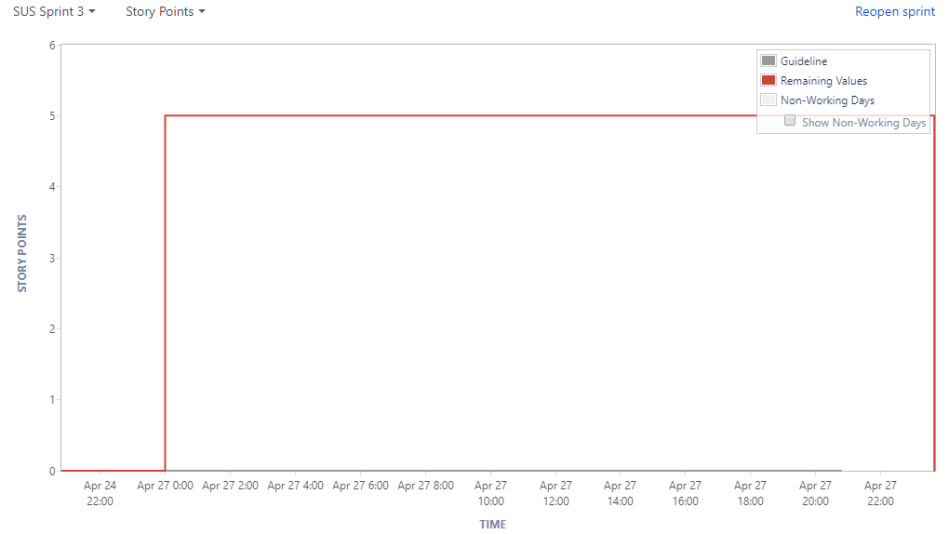 SUS Sprint 3 Story Points Reopen sprint
Guideline
Remaining Values
Non-Working Days
Show Non-Working Days
6
5
4
3
2
1
0
STORY POINTS
Apr 24 22:00
Apr 27 0:00
Apr 27 2:00
Apr 27 4:00
Apr 27 6:00
Apr 27 8:00
Apr 27 10:00
Apr 27 12:00
Apr 27 14:00
Apr 27 16:00
Apr 27 18:00
Apr 27 20:00
Apr 27 22:00
TIME